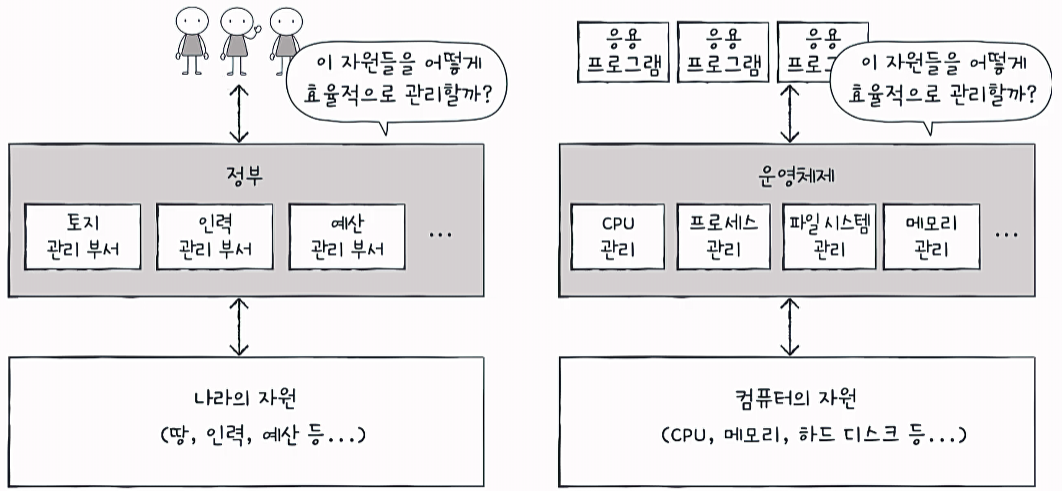 이 자원들을 어떻게
효율적으로 관리할까?
정부
토지
관리 부서
인력
관리 부서
예산
관리 부서
...
나라의 자원
(땅, 인력, 예산 등...)
응용
프로그램
응용
프로그램
응용
프로그
이 자원들을 어떻게
효율적으로 관리할까?
운영체제
CPU
관리
프로세스
관리
파일 시스템
관리
메모리
관리
...
컴퓨터의 자원
(CPU, 메모리, 하드 디스크 등...)